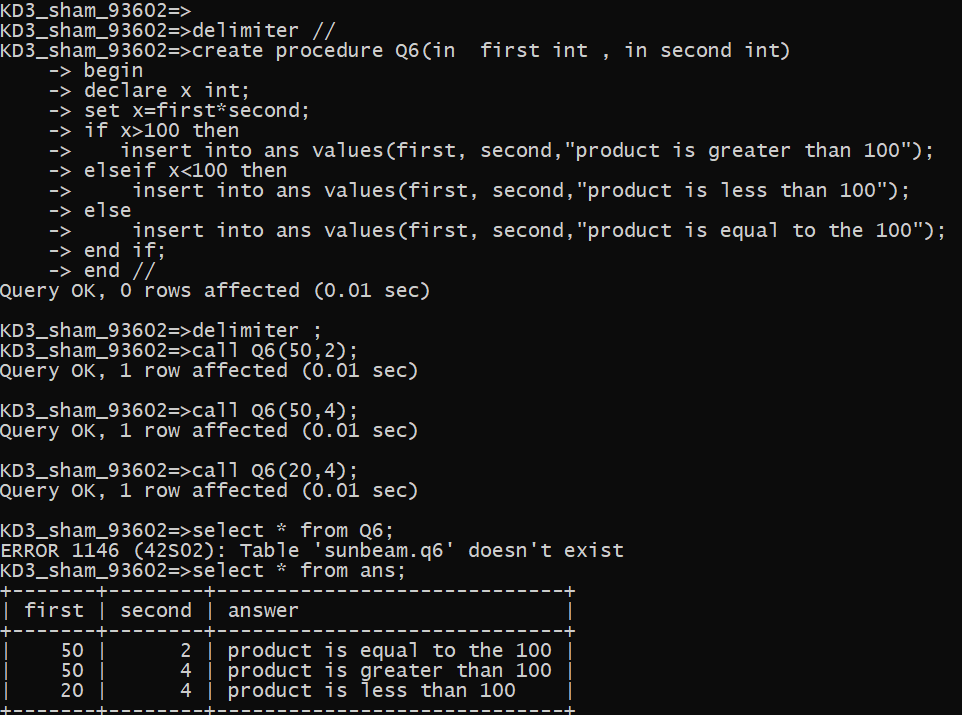 KD3_sham_93602=>
KD3_sham_93602=>delimiter //
KD3_sham_93602=>create procedure Q6(in  first int , in second int)
    -> begin
    -> declare x int;
    -> set x=first*second;
    -> if x>100 then
    ->    insert into ans values(first, second,"product is greater than 100");
    -> elseif x<100 then
    ->     insert into ans values(first, second,"product is less than 100");
    -> else
    ->     insert into ans values(first, second,"product is equal to the 100");
    -> end if;
    -> end //
Query OK, 0 rows affected (0.01 sec)

KD3_sham_93602=>delimiter ;
KD3_sham_93602=>call Q6(50,2);
Query OK, 1 row affected (0.01 sec)

KD3_sham_93602=>call Q6(50,4);
Query OK, 1 row affected (0.01 sec)

KD3_sham_93602=>call Q6(20,4);
Query OK, 1 row affected (0.01 sec)

KD3_sham_93602=>select * from Q6;
ERROR 1146 (42S02): Table 'sunbeam.q6' doesn't exist
KD3_sham_93602=>select * from ans;
+-------+--------+-----------------------------+
| first | second | answer                      |
+-------+--------+-----------------------------+
|    50 |      2 | product is equal to the 100 |
|    50 |      4 | product is greater than 100 |
|    20 |      4 | product is less than 100    |
+-------+--------+-----------------------------+